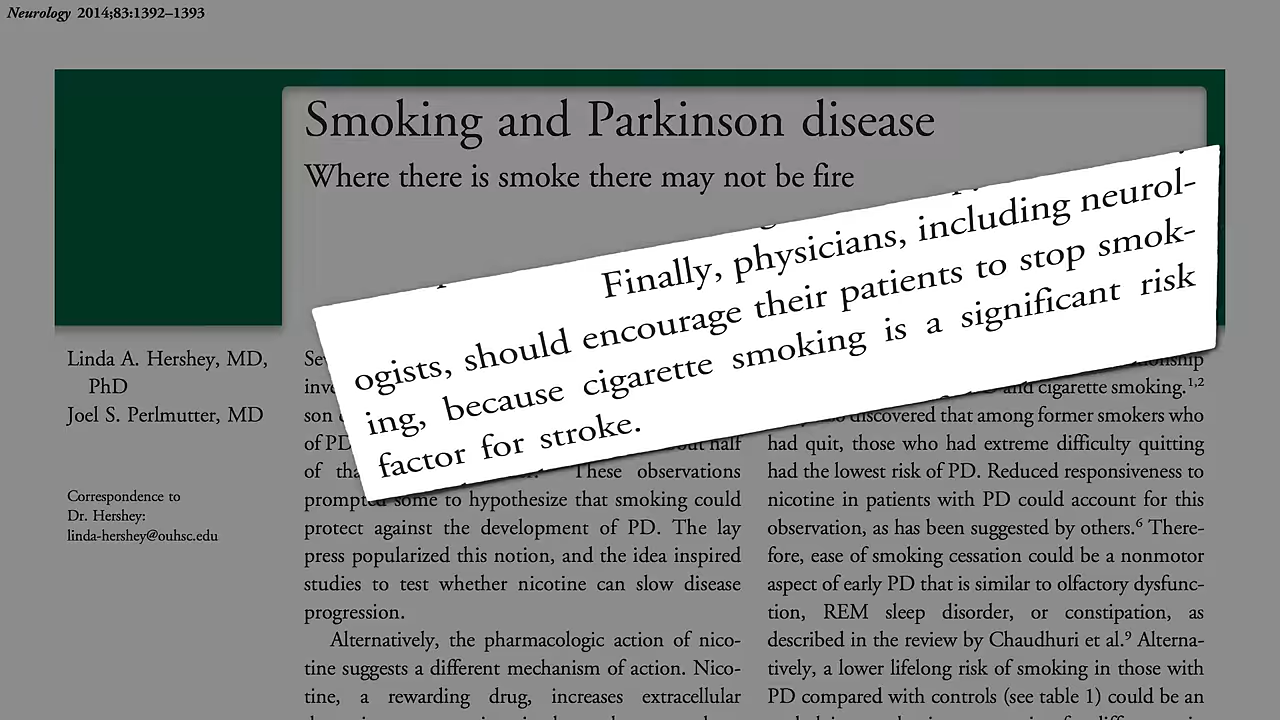 Neurology 2014;83:1392–1393
Smoking and Parkinson disease
Where there is smoke there may not be fire
Finally, physicians, including neurol-
ogists, should encourage their patients to stop smok-
ing, because cigarette smoking is a significant risk
factor for stroke.
Linda A. Hershey, MD,
PhD
Joel S. Perlmutter, MD
Correspondence to
Dr. Hershey:
linda-hershey@ouhsc.edu
of
These observations
prompted some to hypothesize that smoking could
protect against the development of PD. The lay
press popularized this notion, and the idea inspired
studies to test whether nicotine can slow disease
progression.
Alternatively, the pharmacologic action of nico-
tine suggests a different mechanism of action. Nico-
tine, a rewarding drug, increases extracellular
and cigarette smoking.¹,²
discovered that among former smokers who
had quit, those who had extreme difficulty quitting
had the lowest risk of PD. Reduced responsiveness to
nicotine in patients with PD could account for this
observation, as has been suggested by others.⁶ There-
fore, ease of smoking cessation could be a nonmotor
aspect of early PD that is similar to olfactory dysfunc-
tion, REM sleep disorder, or constipation, as
described in the review by Chaudhuri et al.⁹ Alterna-
tively, a lower lifelong risk of smoking in those with
PD compared with controls (see table 1) could be an